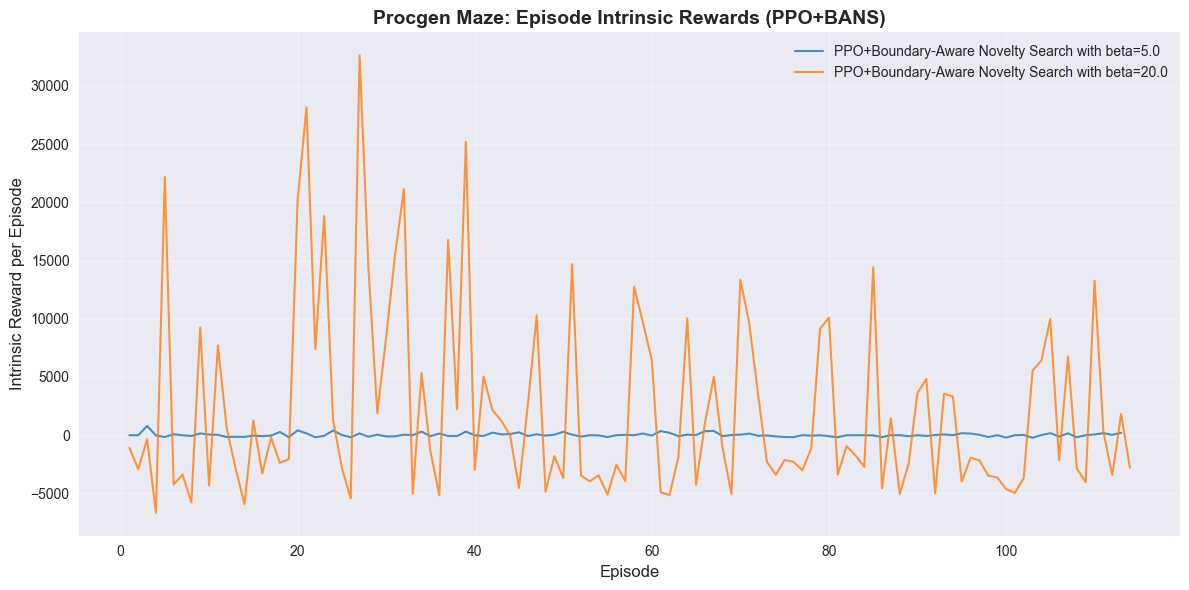 Procgen Maze: Episode Intrinsic Rewards (PPO+BANS)
PPO+Boundary-Aware Novelty Search with beta=5.0
PPO+Boundary-Aware Novelty Search with beta=20.0
Intrinsic Reward per Episode
30000
25000
20000
15000
10000
5000
0
−5000
0 20 40 60 80 100
Episode